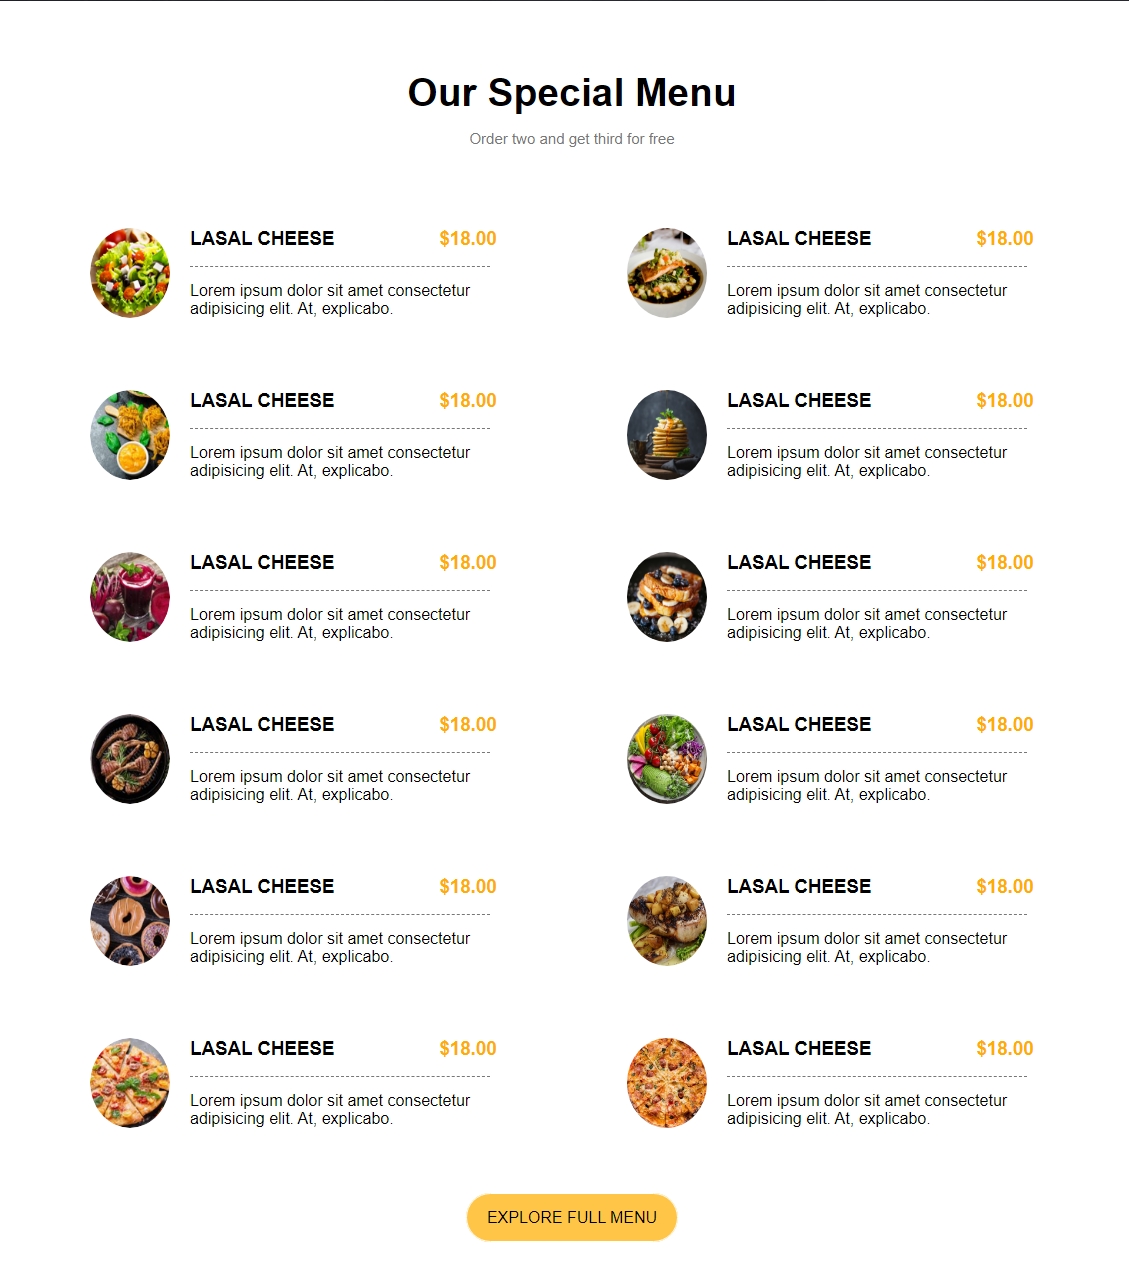 Our Special Menu
Order two and get third for free
LASAL CHEESE $18.00
Lorem ipsum dolor sit amet consectetur
adipisicing elit. At, explicabo.
LASAL CHEESE $18.00
Lorem ipsum dolor sit amet consectetur
adipisicing elit. At, explicabo.
LASAL CHEESE $18.00
Lorem ipsum dolor sit amet consectetur
adipisicing elit. At, explicabo.
LASAL CHEESE $18.00
Lorem ipsum dolor sit amet consectetur
adipisicing elit. At, explicabo.
LASAL CHEESE $18.00
Lorem ipsum dolor sit amet consectetur
adipisicing elit. At, explicabo.
LASAL CHEESE $18.00
Lorem ipsum dolor sit amet consectetur
adipisicing elit. At, explicabo.
LASAL CHEESE $18.00
Lorem ipsum dolor sit amet consectetur
adipisicing elit. At, explicabo.
LASAL CHEESE $18.00
Lorem ipsum dolor sit amet consectetur
adipisicing elit. At, explicabo.
LASAL CHEESE $18.00
Lorem ipsum dolor sit amet consectetur
adipisicing elit. At, explicabo.
LASAL CHEESE $18.00
Lorem ipsum dolor sit amet consectetur
adipisicing elit. At, explicabo.
LASAL CHEESE $18.00
Lorem ipsum dolor sit amet consectetur
adipisicing elit. At, explicabo.
LASAL CHEESE $18.00
Lorem ipsum dolor sit amet consectetur
adipisicing elit. At, explicabo.
EXPLORE FULL MENU